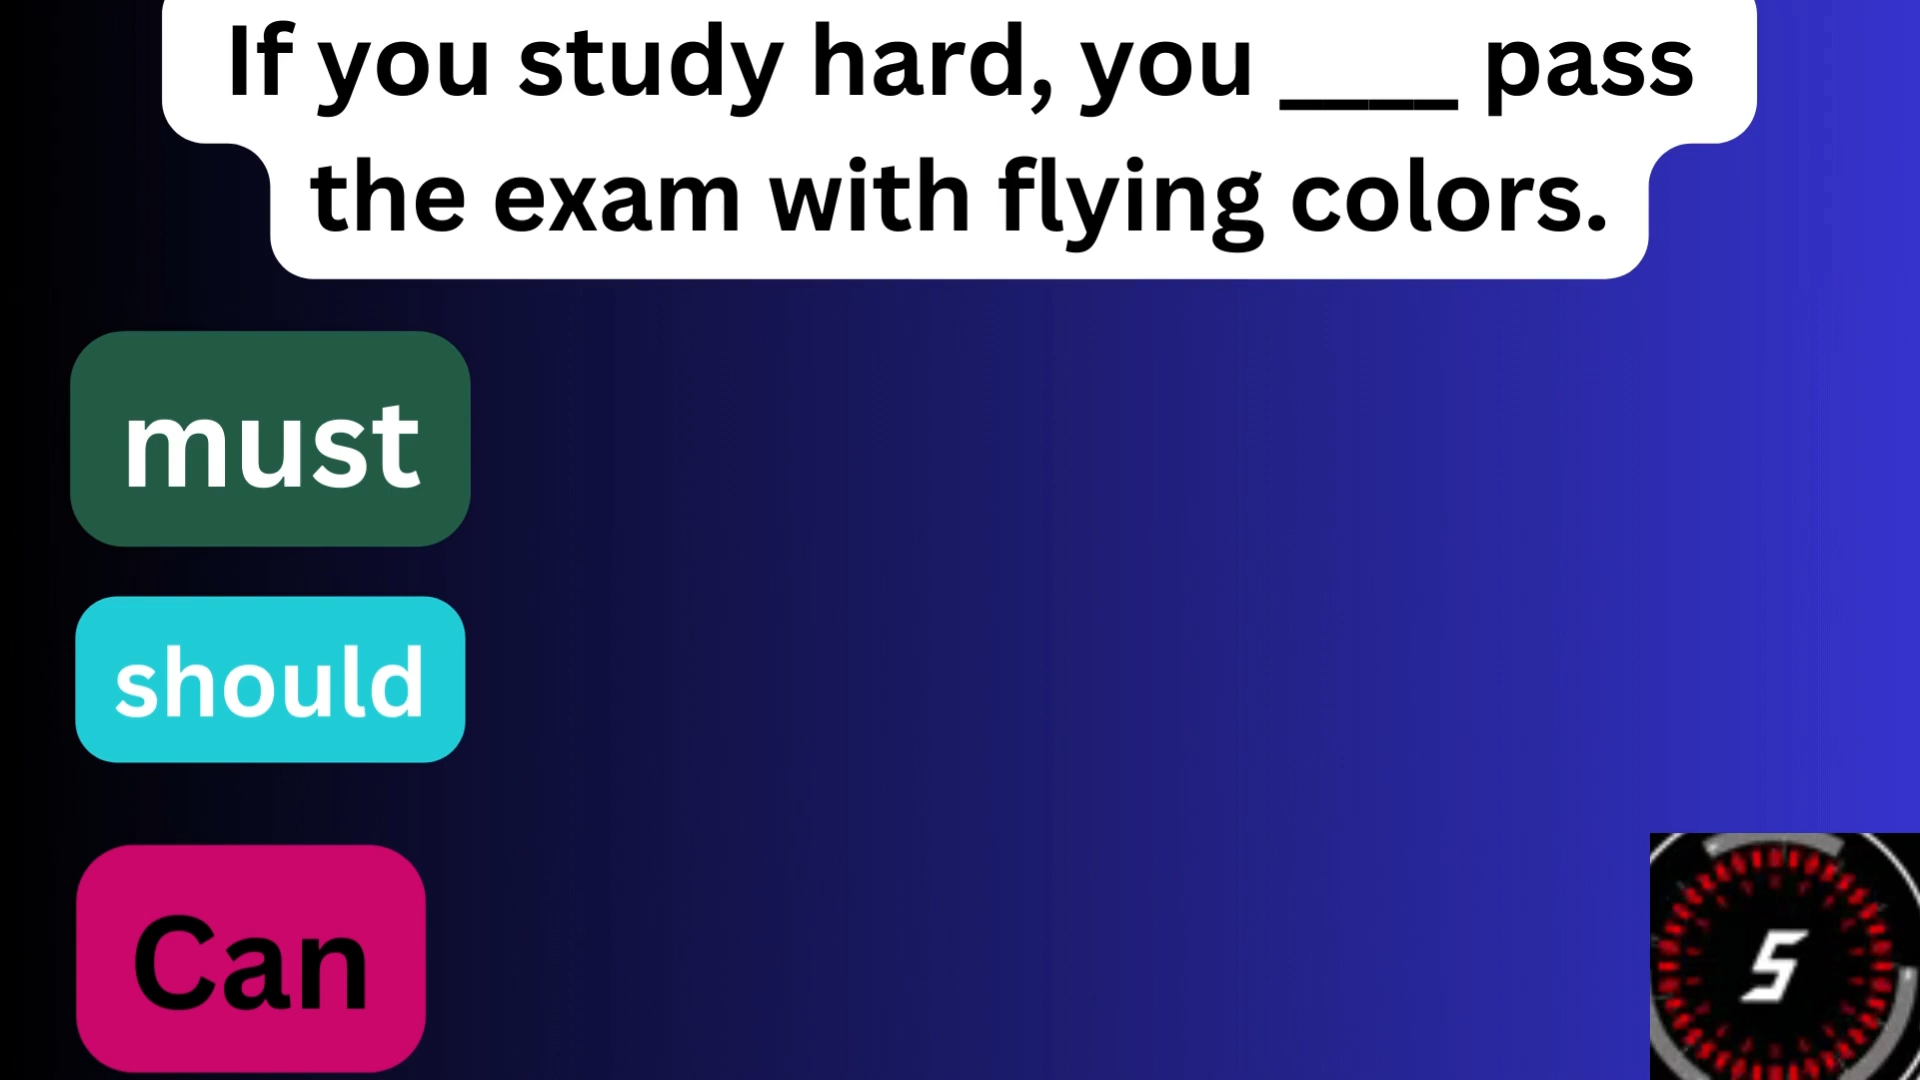 If you study hard, you ____ pass
the exam with flying colors.
must
should
Can
5